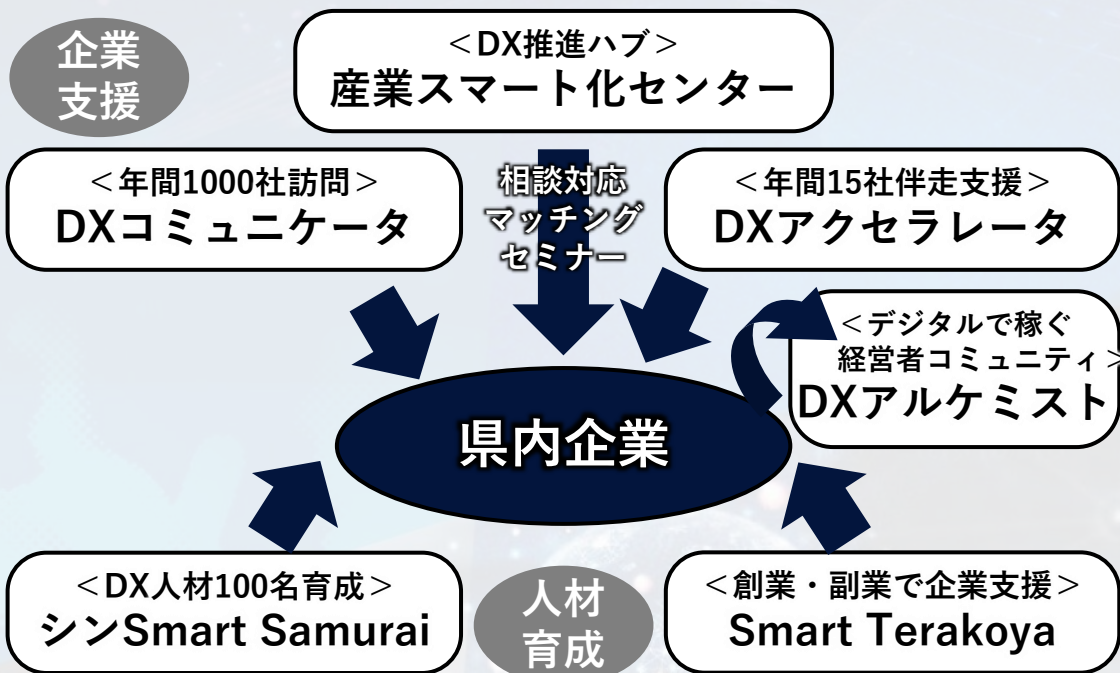 企業
支援
＜DX推進ハブ＞
産業スマート化センター
＜年間1000社訪問＞
DXコミュニケータ
相談対応
マッチング
セミナー
＜年間15社伴走支援＞
DXアクセラレータ
＜デジタルで稼ぐ
経営者コミュニティ＞
DXアルケミスト
県内企業
＜DX人材100名育成＞
シンSmart Samurai
人材
育成
＜創業・副業で企業支援＞
Smart Terakoya